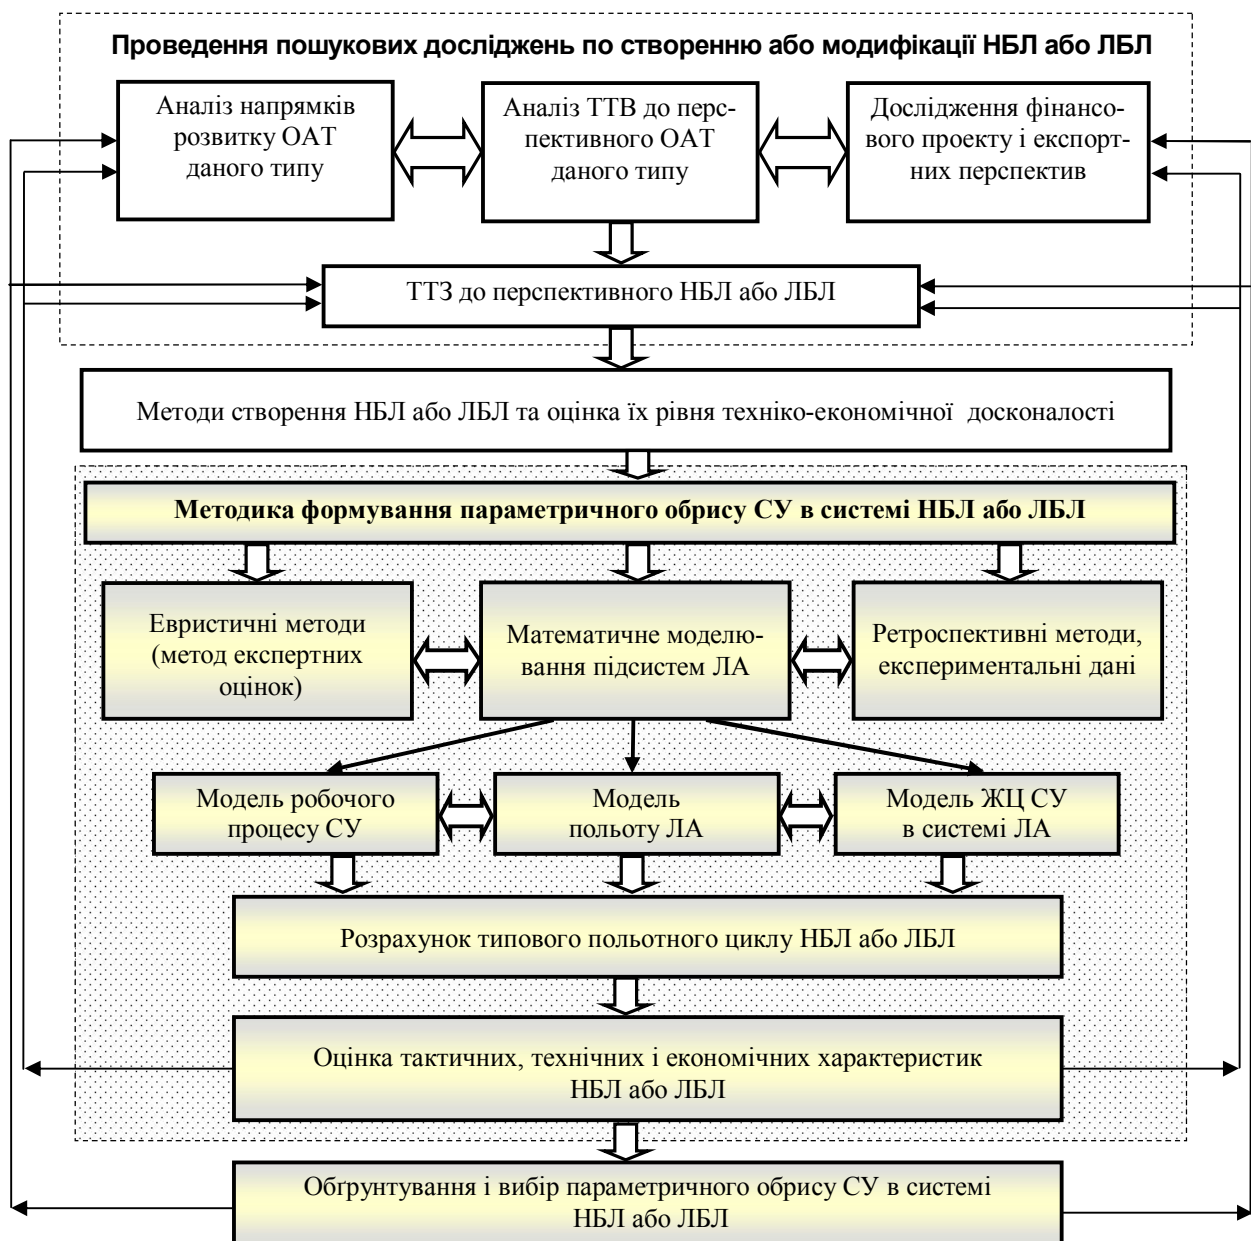 Проведення пошукових досліджень по створенню або модифікації НБЛ або ЛБЛ
Аналіз напрямків
розвитку ОАТ
даного типу
Аналіз ТТВ до перс-
пективного ОАТ
даного типу
Дослідження фінансо-
вого проекту і експорт-
них перспектив
ТТЗ до перспективного НБЛ або ЛБЛ
Методи створення НБЛ або ЛБЛ та оцінка їх рівня техніко-економічної досконалості
Методика формування параметричного обрису СУ в системі НБЛ або ЛБЛ
Евристичні методи
(метод експертних
оцінок)
Математичне моделю-
вання підсистем ЛА
Ретроспективні методи,
експериментальні дані
Модель робочого
процесу СУ
Модель
польоту ЛА
Модель ЖЦ СУ
в системі ЛА
Розрахунок типового польотного циклу НБЛ або ЛБЛ
Оцінка тактичних, технічних і економічних характеристик
НБЛ або ЛБЛ
Обґрунтування і вибір параметричного обрису СУ в системі
НБЛ або ЛБЛ